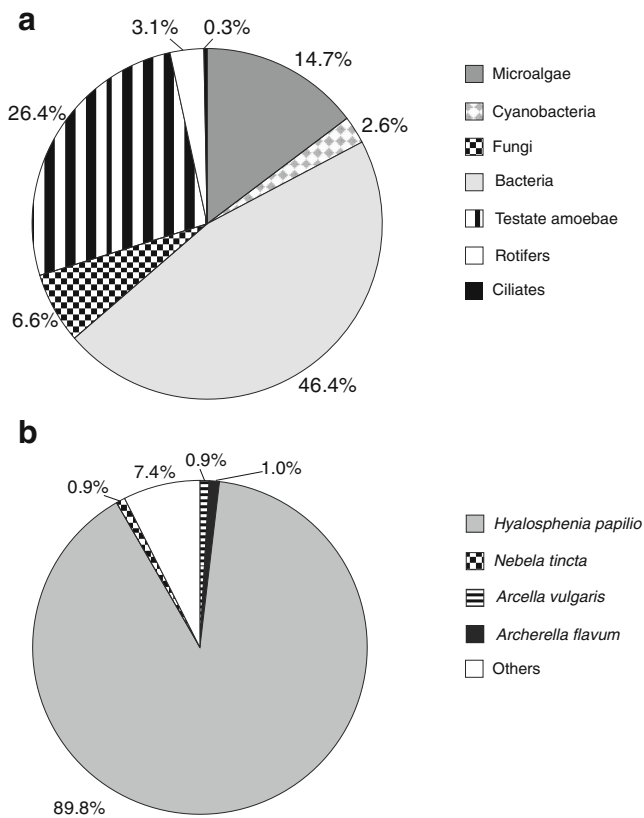 a
3.1%
0.3%
14.7%
26.4%
2.6%
6.6%
46.4%
Microalgae
Cyanobacteria
Fungi
Bacteria
Testate amoebae
Rotifers
Ciliates
b
0.9%
7.4%
0.9%
1.0%
89.8%
Hyalosphenia papilio
Nebela tincta
Arcella vulgaris
Archerella flavum
Others